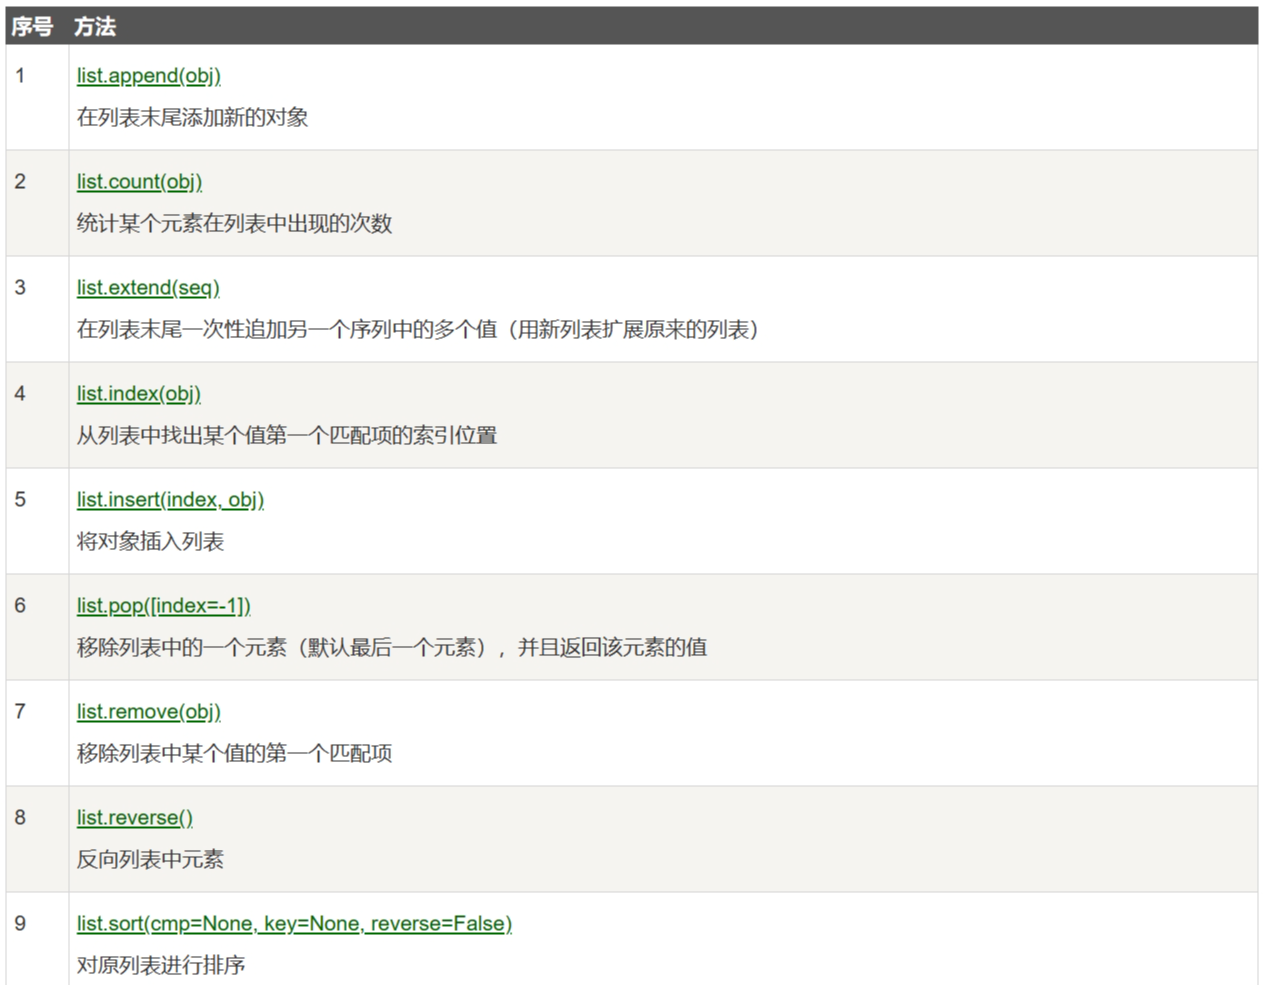 序号 方法
1 list.append(obj)
在列表末尾添加新的对象
2 list.count(obj)
统计某个元素在列表中出现的次数
3 list.extend(seq)
在列表末尾一次性追加另一个序列中的多个值（用新列表扩展原来的列表）
4 list.index(obj)
从列表中找出某个值第一个匹配项的索引位置
5 list.insert(index, obj)
将对象插入列表
6 list.pop([index=-1])
移除列表中的一个元素（默认最后一个元素），并且返回该元素的值
7 list.remove(obj)
移除列表中某个值的第一个匹配项
8 list.reverse()
反向列表中元素
9 list.sort(cmp=None, key=None, reverse=False)
对原列表进行排序